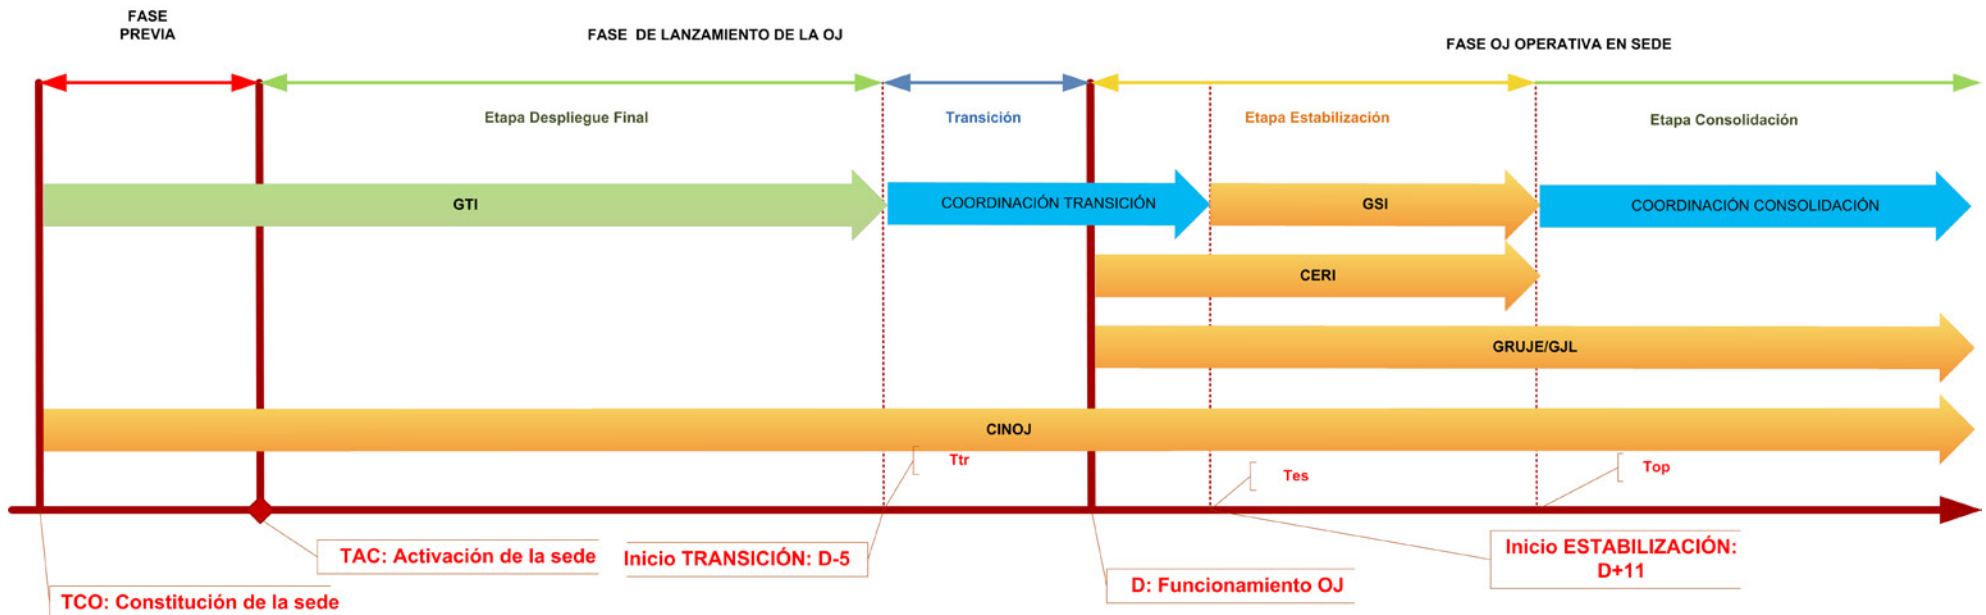 FASE
PREVIA
FASE DE LANZAMIENTO DE LA OJ
FASE OJ OPERATIVA EN SEDE
Etapa Despliegue Final
Transición
Etapa Estabilización
Etapa Consolidación
GTI
COORDINACIÓN TRANSICIÓN
GSI
COORDINACIÓN CONSOLIDACIÓN
CERI
GRUJE/GJL
CINOJ
Ttr
Tes
Top
TAC: Activación de la sede
Inicio TRANSICIÓN: D-5
Inicio ESTABILIZACIÓN:
D+11
D: Funcionamiento OJ
TCO: Constitución de la sede